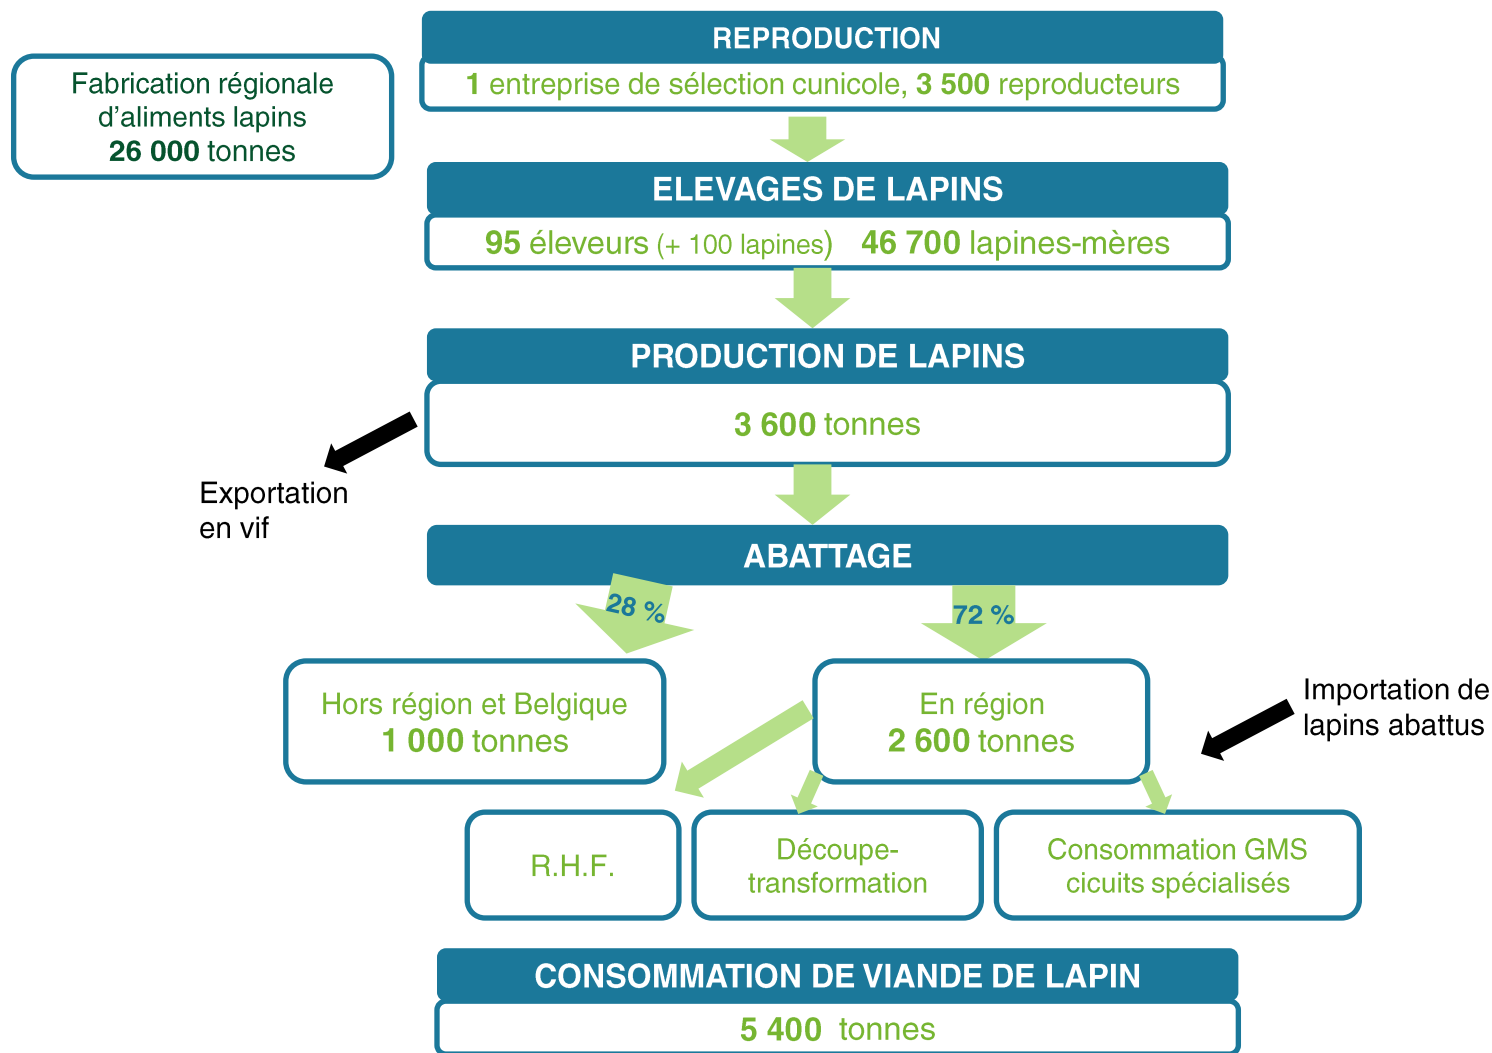 REPRODUCTION
1 entreprise de sélection cunicole, 3 500 reproducteurs
Fabrication régionale
d'aliments lapins
26 000 tonnes
ELEVAGES DE LAPINS
95 éleveurs (+ 100 lapines) 46 700 lapines-mères
PRODUCTION DE LAPINS
3 600 tonnes
Exportation
en vif
ABATTAGE
28 %
72 %
Hors région et Belgique
1 000 tonnes
En région
2 600 tonnes
Importation de
lapins abattus
R.H.F.
Découpe-
transformation
Consommation GMS
cicuits spécialisés
CONSOMMATION DE VIANDE DE LAPIN
5 400 tonnes